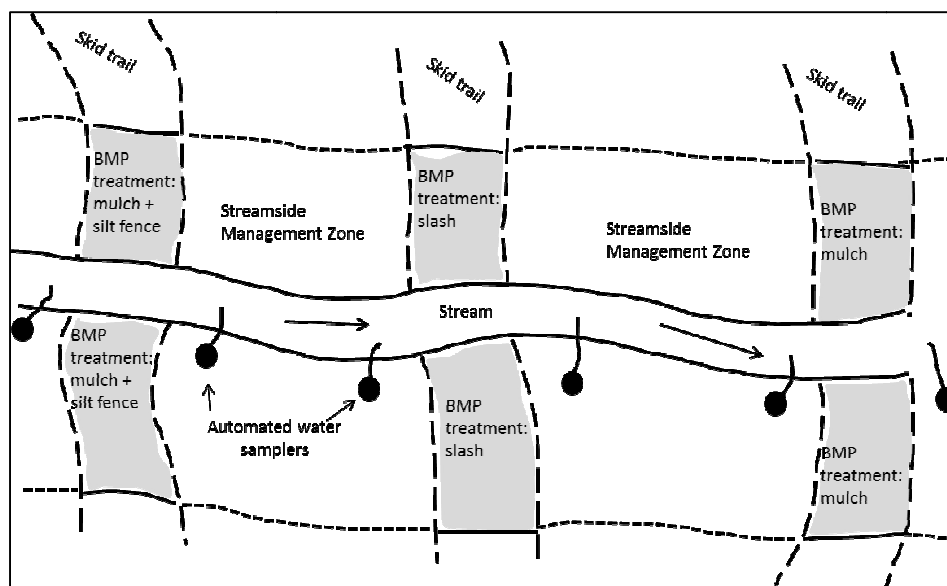 Skid trail
Skid trail
Skid trail
BMP
treatment:
mulch +
silt fence
BMP
treatment:
slash
BMP
treatment:
mulch
Streamside
Management Zone
Streamside
Management Zone
Stream
BMP
treatment:
mulch +
silt fence
Automated water
samplers
BMP
treatment:
slash
BMP
treatment:
mulch